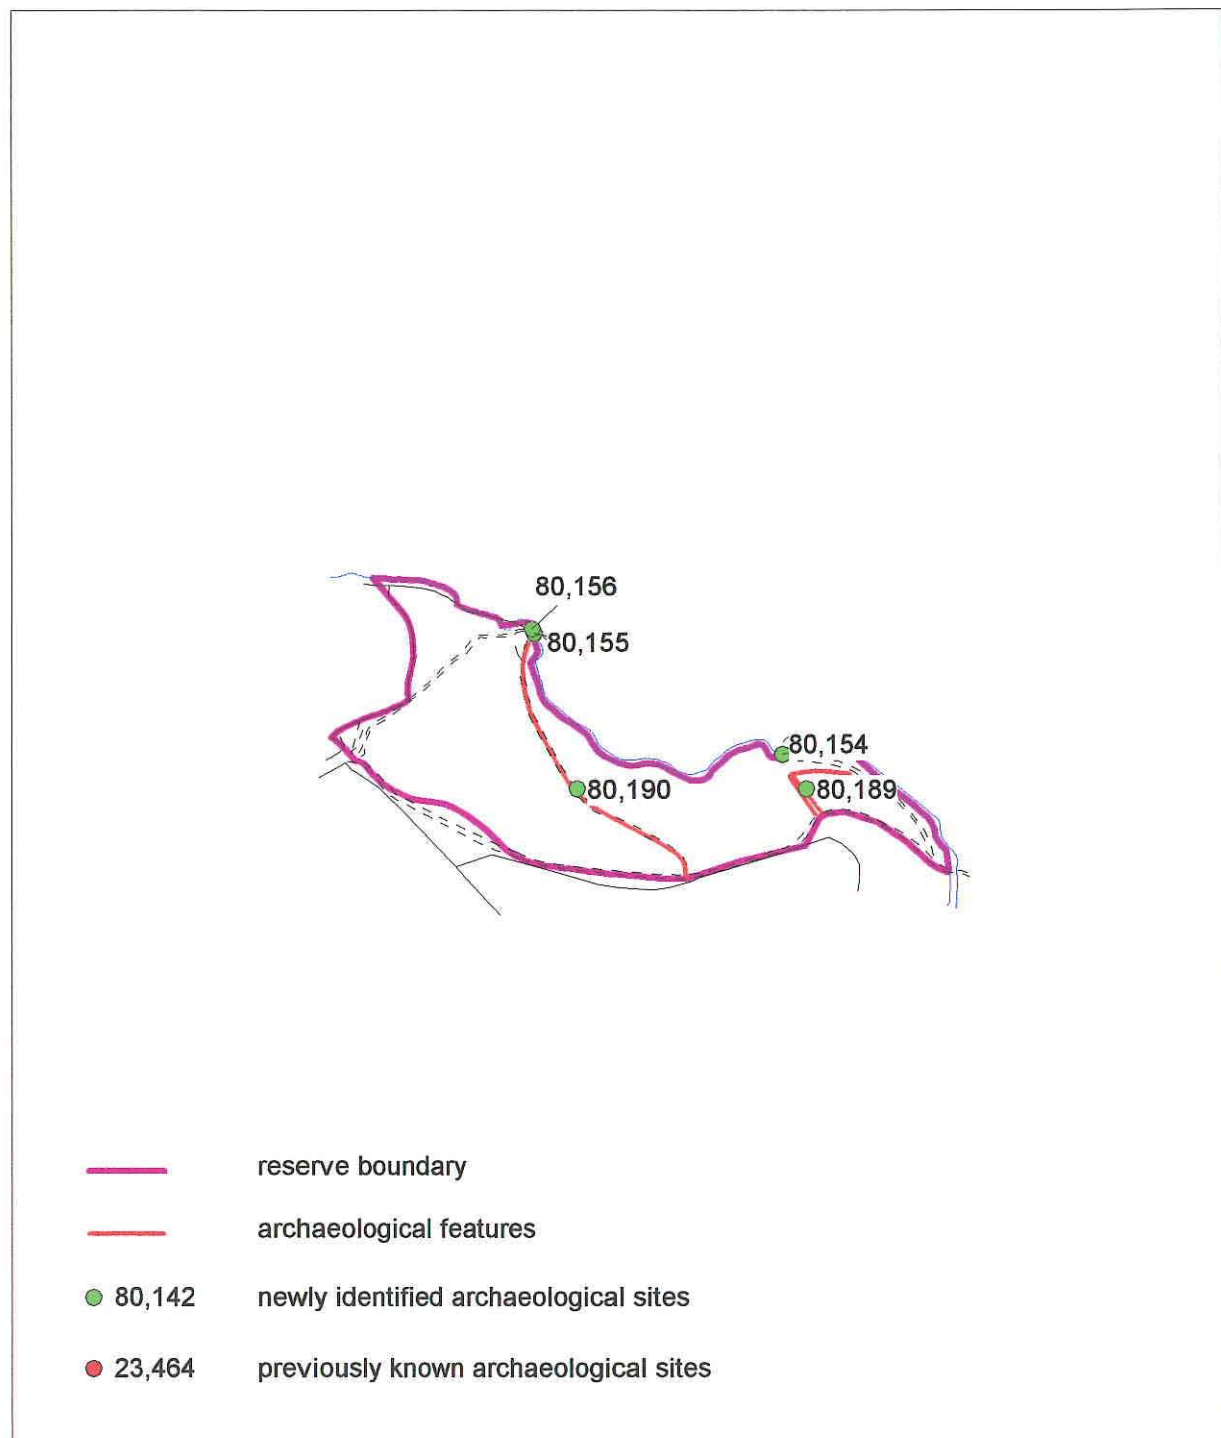 80,156
80,155
80,154
80,190
80,189
reserve boundary
archaeological features
80,142 newly identified archaeological sites
23,464 previously known archaeological sites